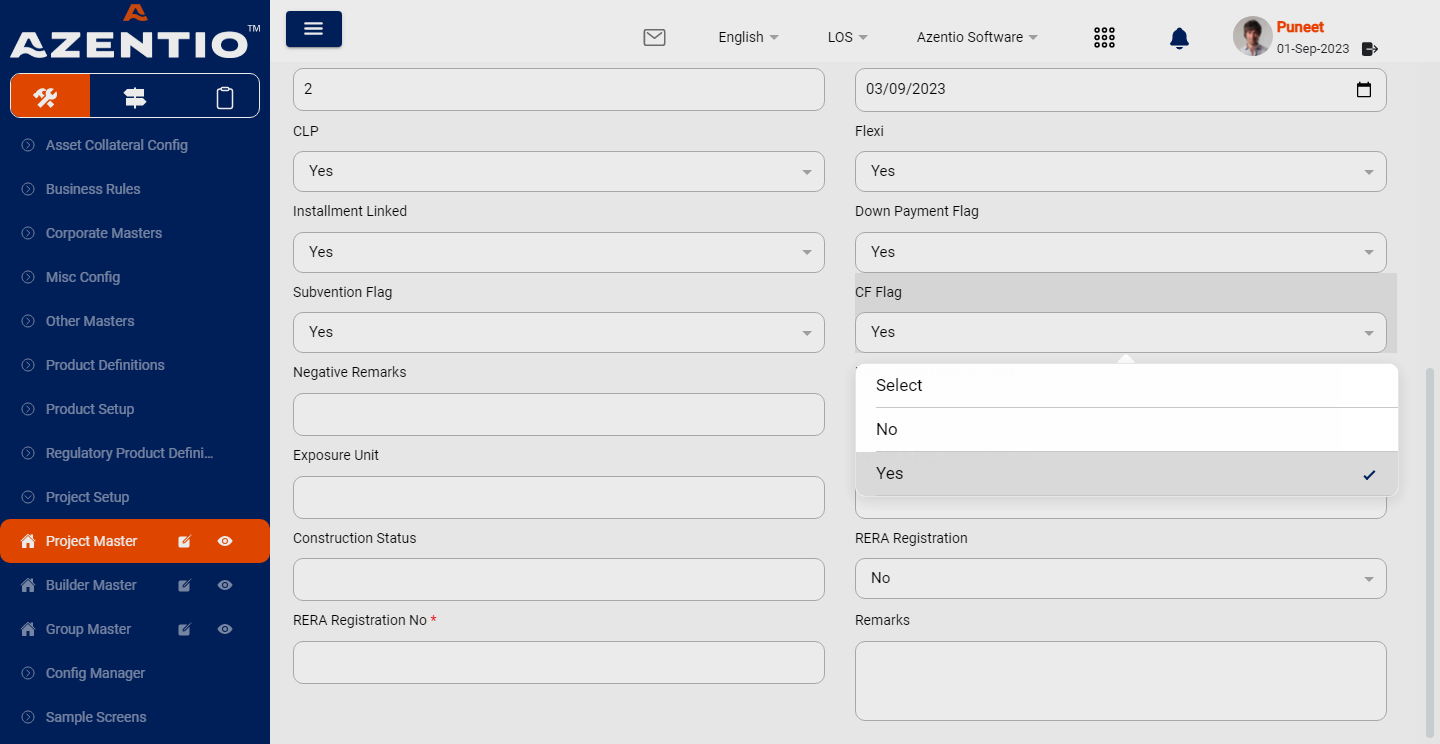 AZENTIO™
English
LOS
Azentio Software
Puneet
01-Sep-2023
Asset Collateral Config
Business Rules
Corporate Masters
Misc Config
Other Masters
Product Definitions
Product Setup
Regulatory Product Defini...
Project Setup
Project Master
Builder Master
Group Master
Config Manager
Sample Screens
2
03/09/2023
CLP
Flexi
Yes
Yes
Installment Linked
Down Payment Flag
Yes
Yes
Subvention Flag
CF Flag
Yes
Yes
Negative Remarks
Select
No
Yes
Exposure Unit
Construction Status
RERA Registration
No
RERA Registration No *
Remarks